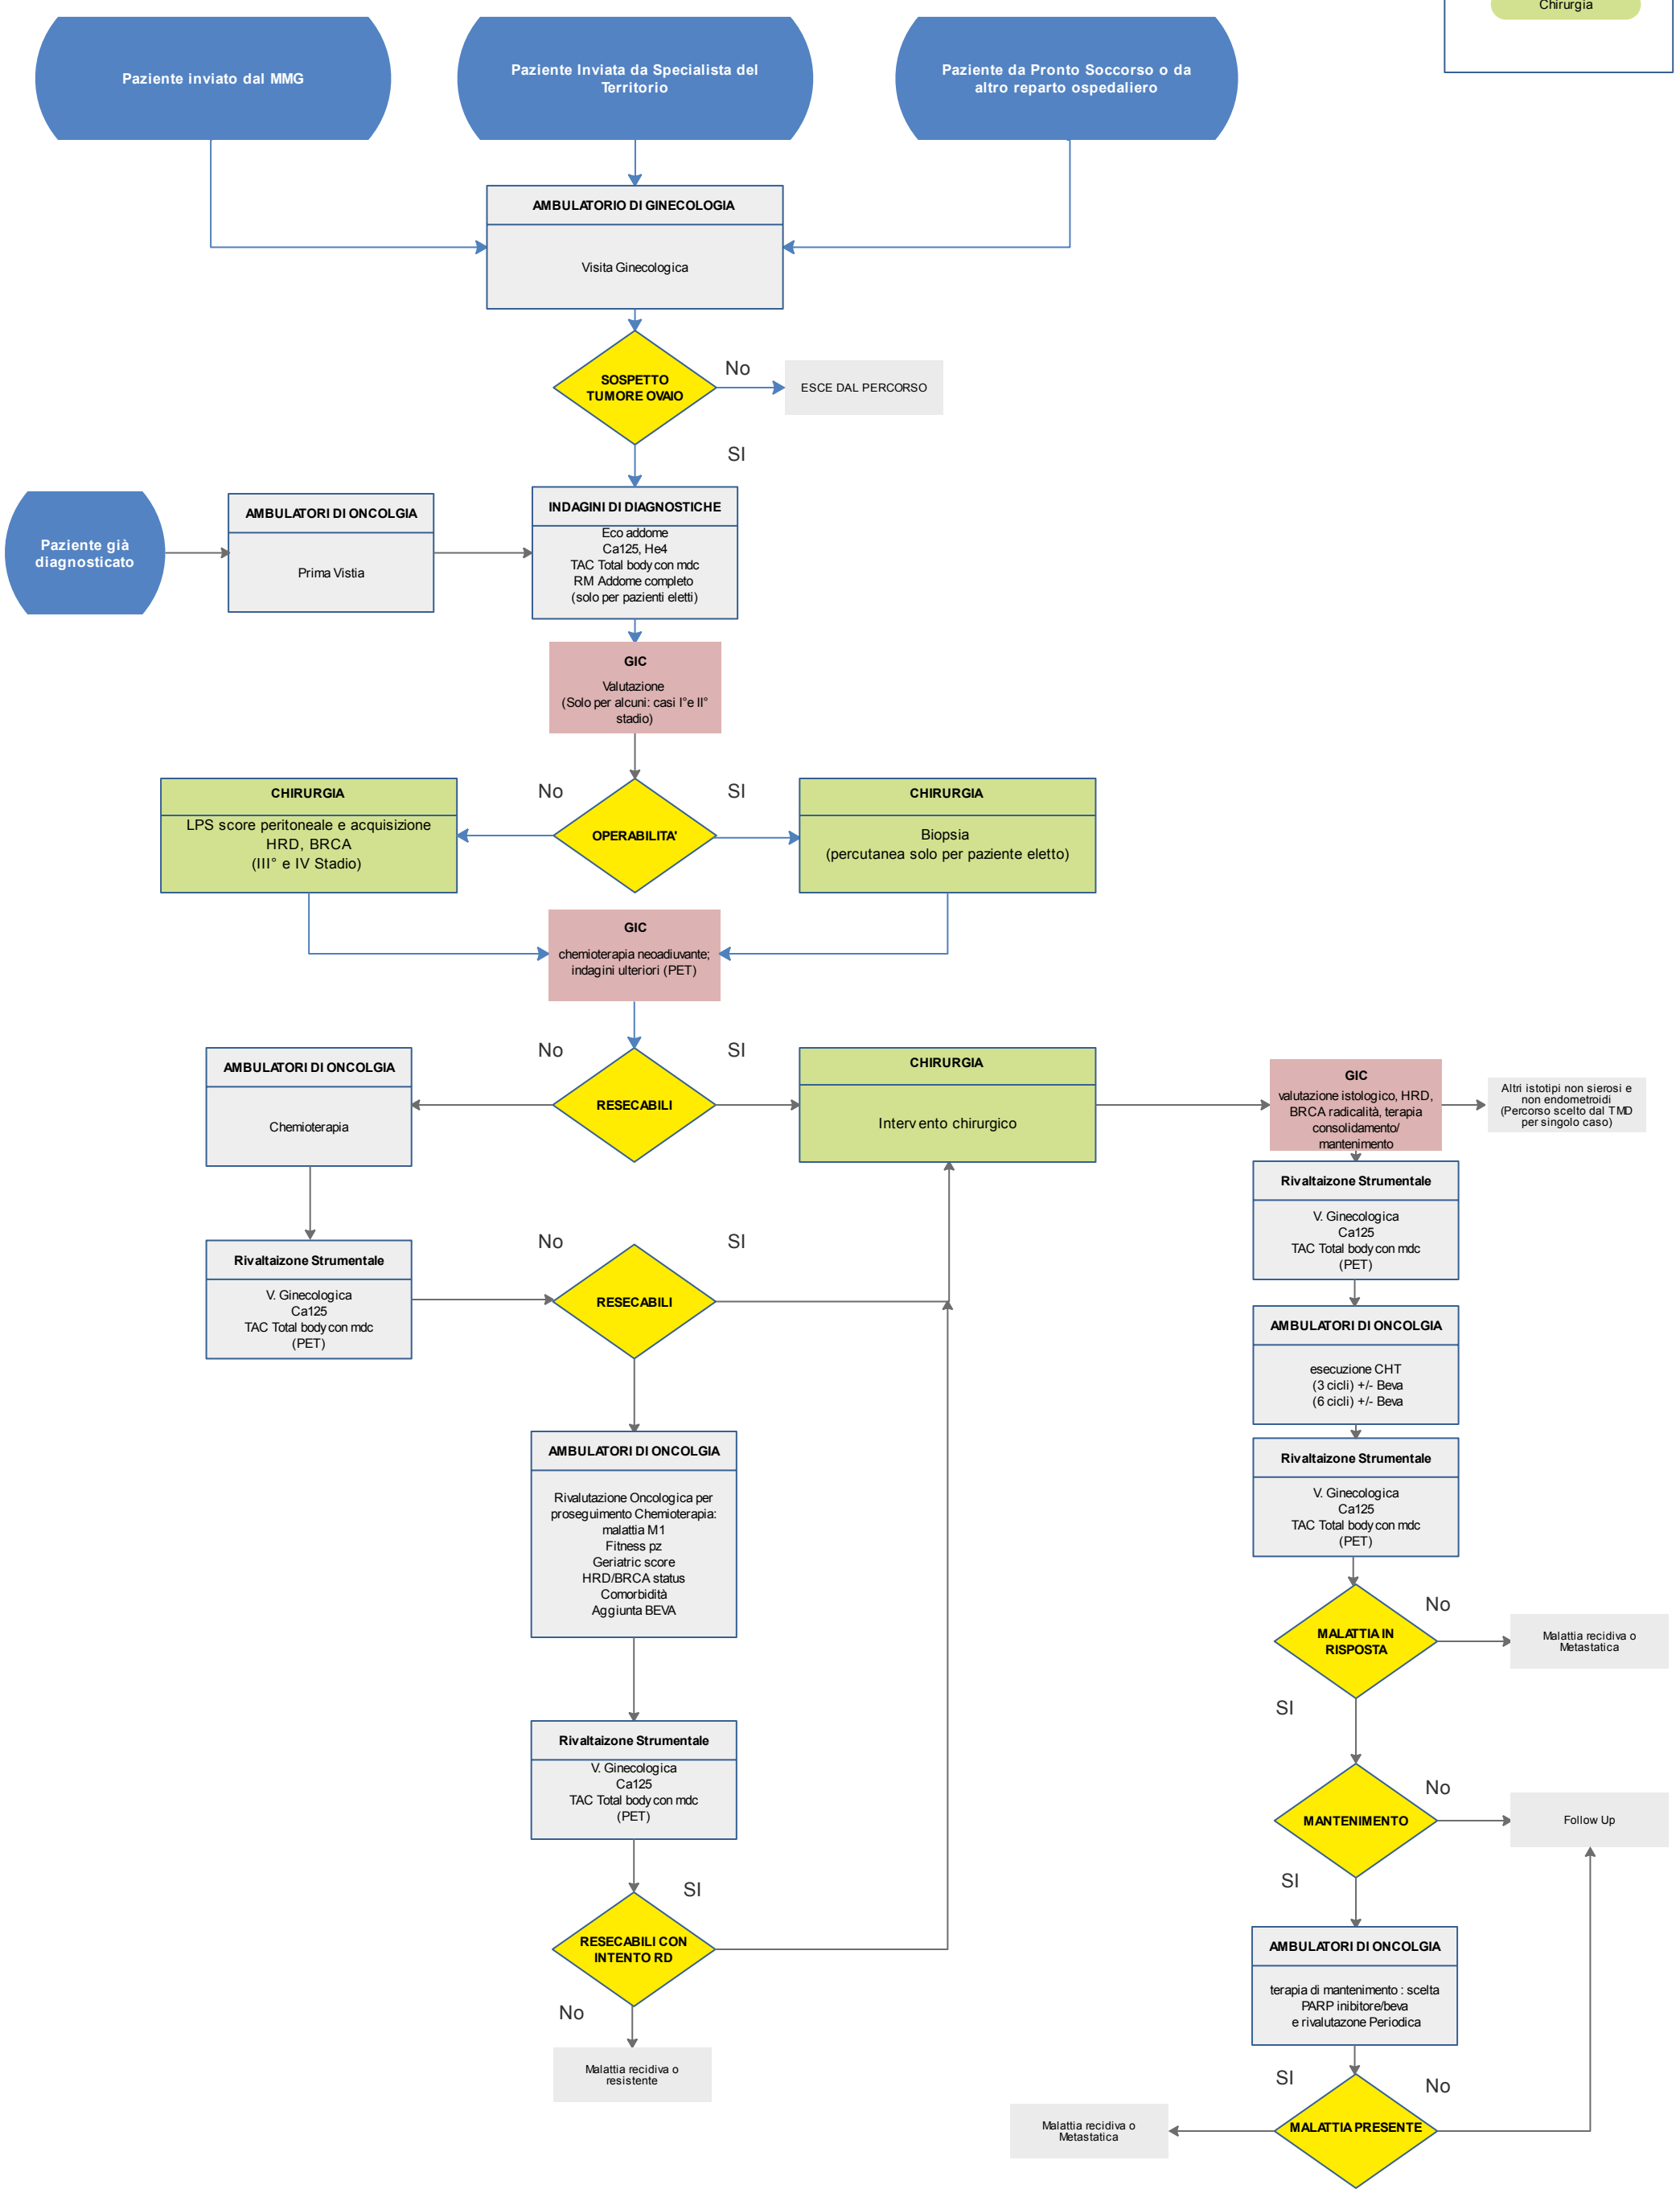 Chirurgia
Paziente inviato dal MMG
Paziente Inviata da Specialista del
Territorio
Paziente da Pronto Soccorso o da
altro reparto ospedaliero
AMBULATORIO DI GINECOLOGIA
Visita Ginecologica
SOSPETTO
TUMORE OVAIO
No
ESCE DAL PERCORSO
SI
Paziente già
diagnosticato
AMBULATORI DI ONCOLGIA
Prima Vistia
INDAGINI DI DIAGNOSTICHE
Eco addome
Ca125, He4
TAC Total body con mdc
RM Addome completo
(solo per pazienti eletti)
GIC
Valutazione
(Solo per alcuni: casi I°e II°
stadio)
No
OPERABILITA'
SI
CHIRURGIA
LPS score peritoneale e acquisizione
HRD, BRCA
(III° e IV Stadio)
CHIRURGIA
Biopsia
(percutanea solo per paziente eletto)
GIC
chemioterapia neoadiuvante;
indagini ulteriori (PET)
No
RESECABILI
SI
AMBULATORI DI ONCOLGIA
Chemioterapia
CHIRURGIA
Intervento chirurgico
GIC
valutazione istologico, HRD,
BRCA radicalità, terapia
consolidamento/
mantenimento
Altri istotipi non sierosi e
non endometroidi
(Percorso scelto dal TMD
per singolo caso)
Rivaltaizone Strumentale
V. Ginecologica
Ca125
TAC Total body con mdc
(PET)
No
RESECABILI
SI
Rivaltaizone Strumentale
V. Ginecologica
Ca125
TAC Total body con mdc
(PET)
AMBULATORI DI ONCOLGIA
esecuzione CHT
(3 cicli) +/- Beva
(6 cicli) +/- Beva
AMBULATORI DI ONCOLGIA
Rivalutazione Oncologica per
proseguimento Chemioterapia:
malattia M1
Fitness pz
Geriatric score
HRD/BRCA status
Comorbidità
Aggiunta BEVA
Rivaltaizone Strumentale
V. Ginecologica
Ca125
TAC Total body con mdc
(PET)
MALATTIA IN
RISPOSTA
No
Malattia recidiva o
Metastatica
SI
Rivaltaizone Strumentale
V. Ginecologica
Ca125
TAC Total body con mdc
(PET)
MANTENIMENTO
No
Follow Up
SI
SI
RESECABILI CON
INTENTO RD
No
Malattia recidiva o
resistente
AMBULATORI DI ONCOLGIA
terapia di mantenimento : scelta
PARP inibitore/beva
e rivalutazone Periodica
SI
No
MALATTIA PRESENTE
Malattia recidiva o
Metastatica